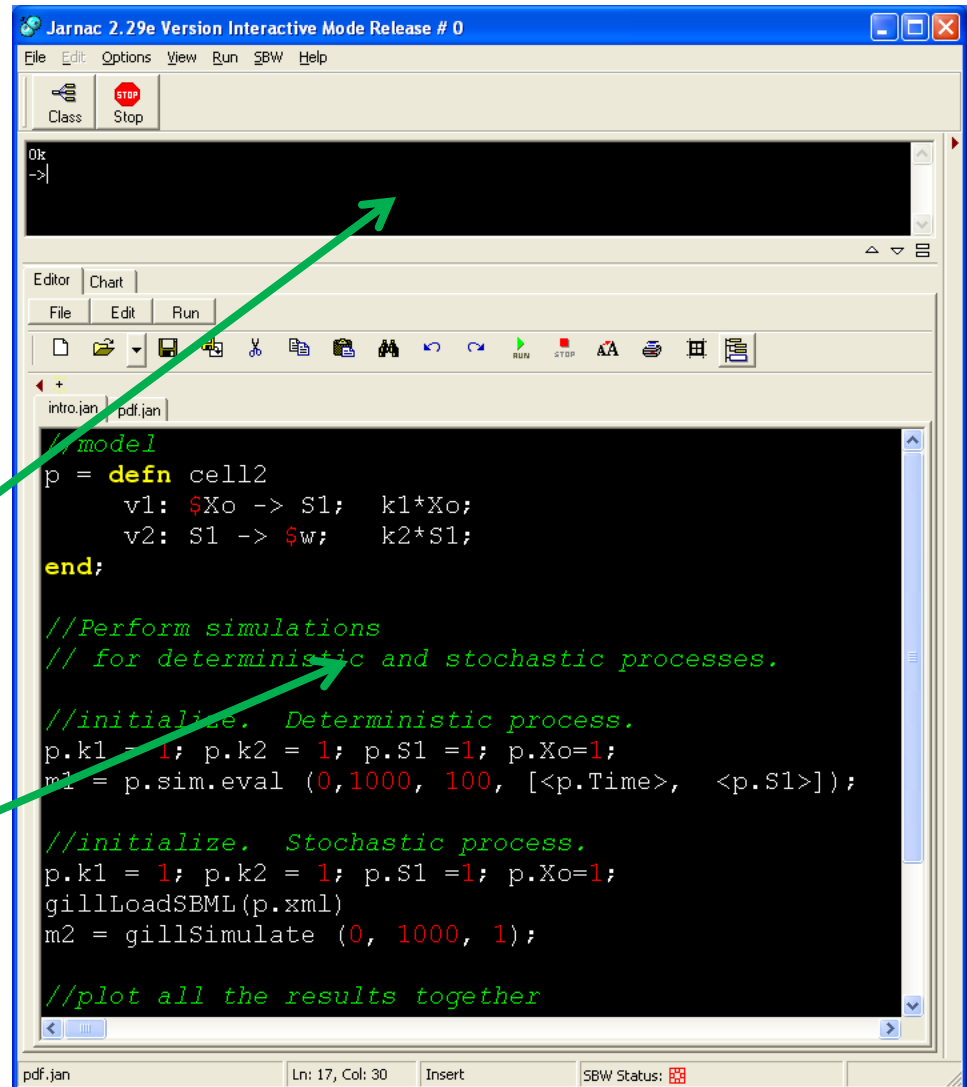 Jarnac 2.29e Version Interactive Mode Release # 0
File Edit Options View Run SBW Help
STOP
Class Stop
Ok
->
Editor Chart
File Edit Run
RUN STOP AA
intro.jan pdf.jan
//model
p = defn cell2
v1: $Xo -> S1; k1*Xo;
v2: S1 -> $w; k2*S1;
end;
//Perform simulations
// for deterministic and stochastic processes.
//initialize. Deterministic process.
p.k1 = 1; p.k2 = 1; p.S1 =1; p.Xo=1;
m1 = p.sim.eval (0,1000, 100, [<p.Time>, <p.S1>]);
//initialize. Stochastic process.
p.k1 = 1; p.k2 = 1; p.S1 =1; p.Xo=1;
gillLoadSBML(p.xml)
m2 = gillSimulate (0, 1000, 1);
//plot all the results together
pdf.jan Ln: 17, Col: 30 Insert SBW Status: